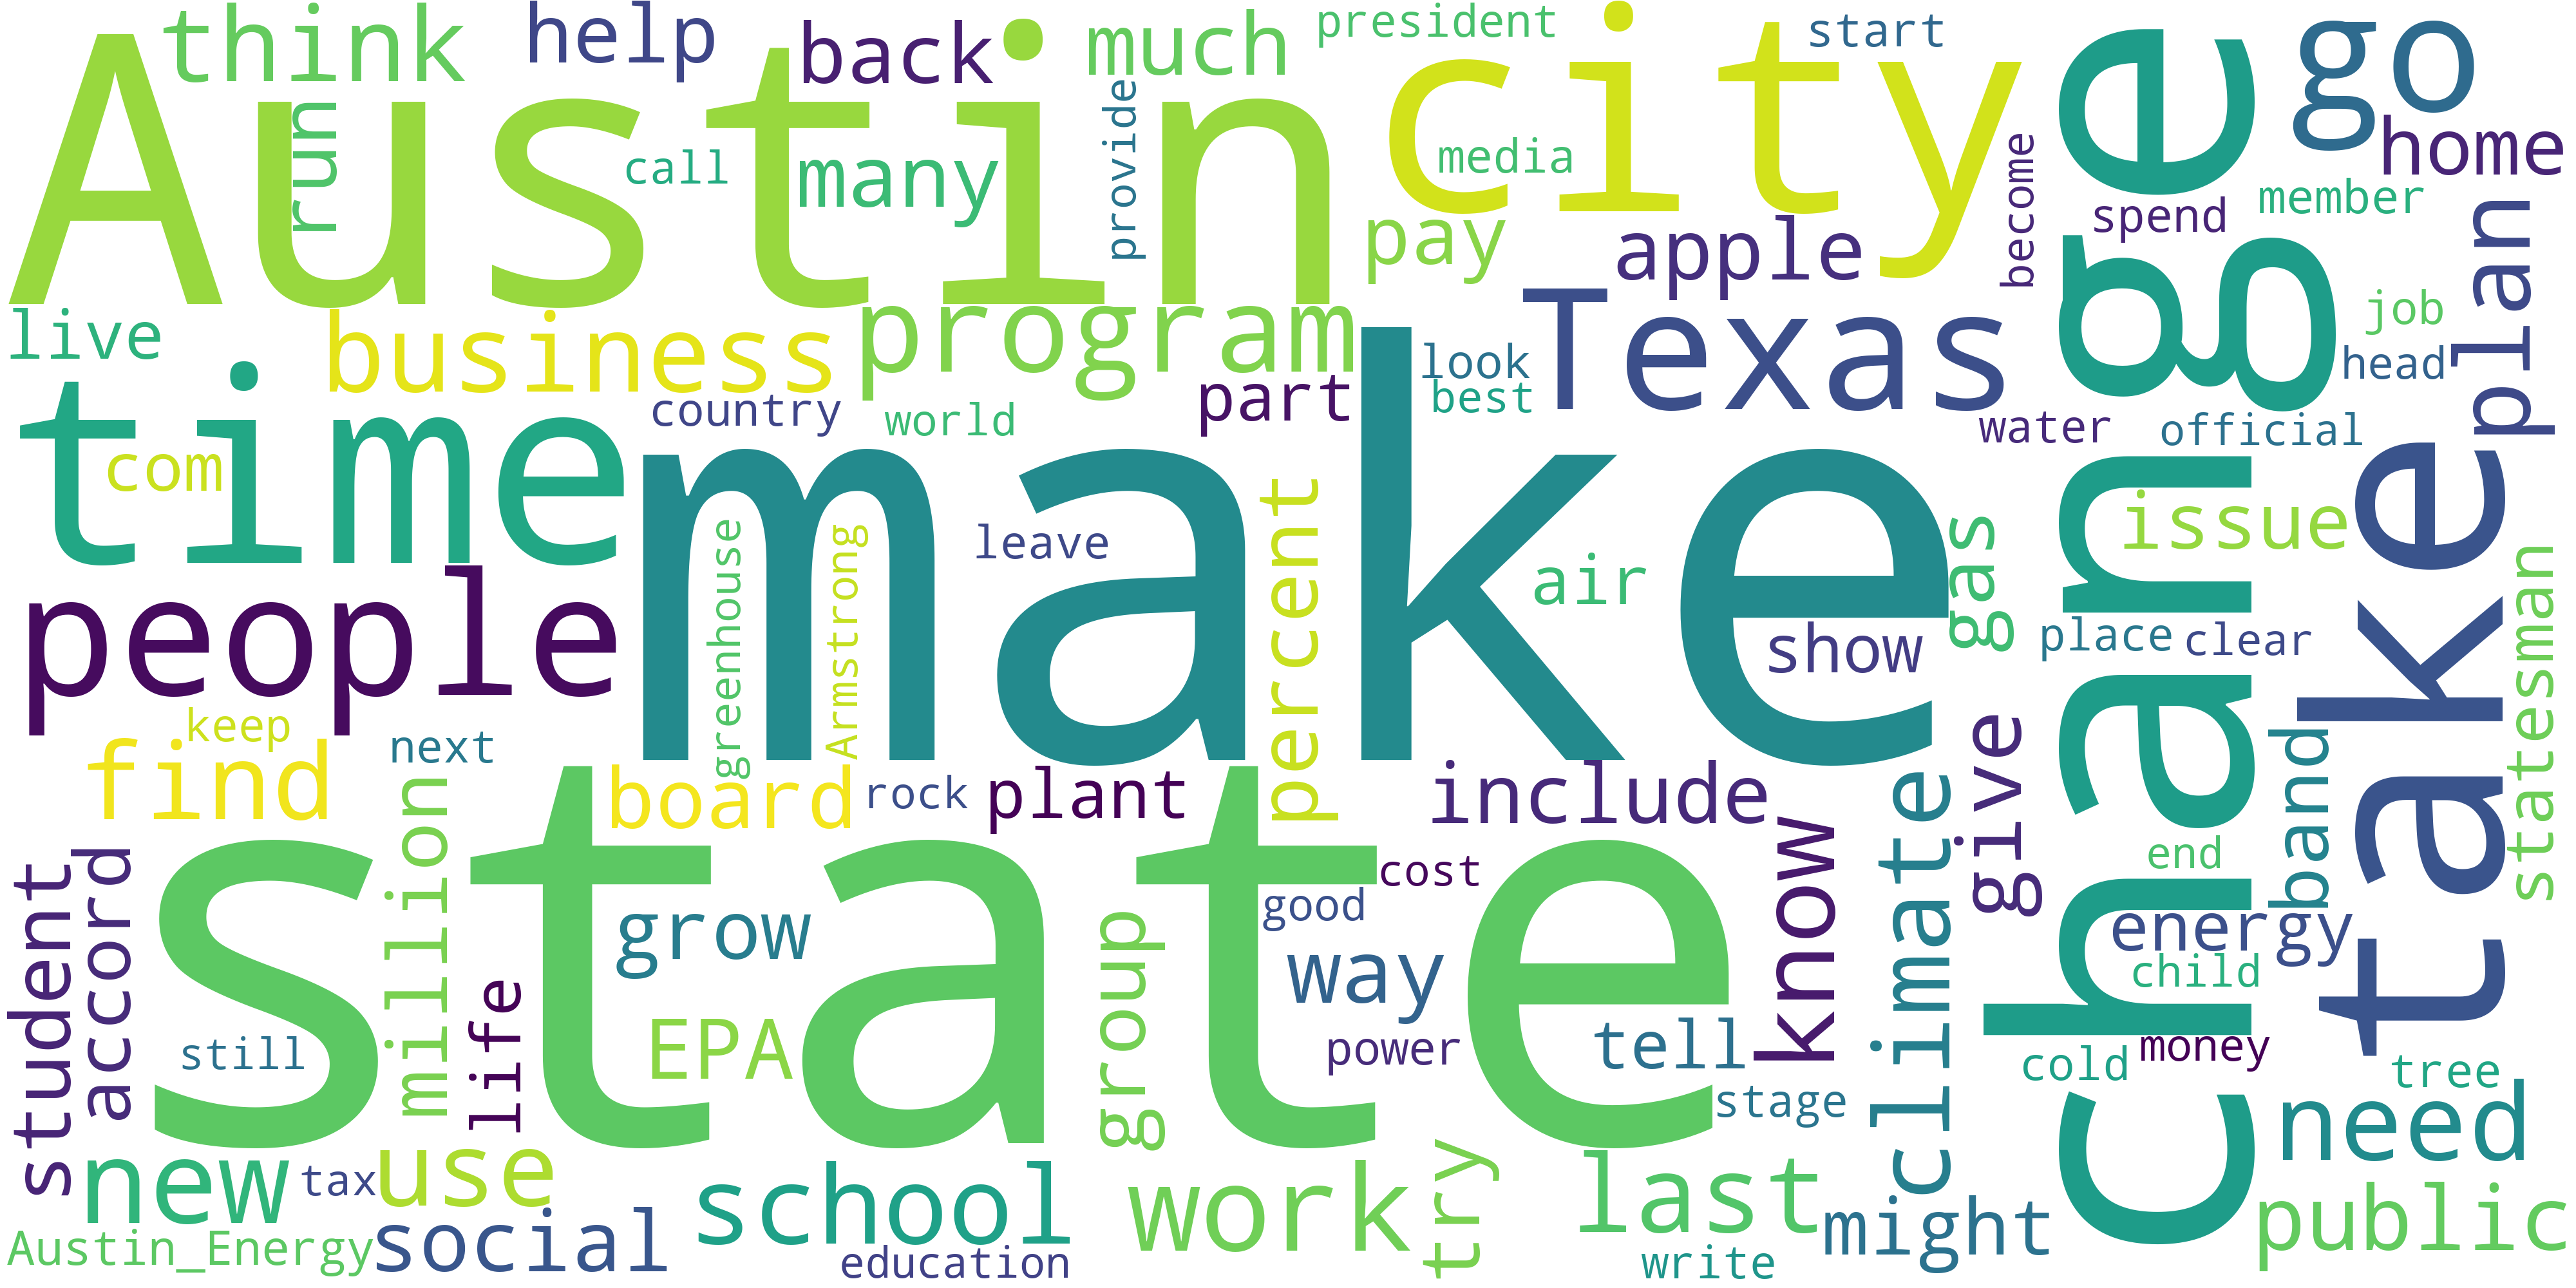 Austin
city
change
go
think
help
back
much
president
start
run
call
many
provide
media
become
home
member
spend
pay
apple
plan
live
business
program
Texas
job
head
look
best
time
country
world
part
water
official
take
com
make
issue
people
greenhouse
Armstrong
leave
percent
air
gas
show
place
clear
statesman
keep
next
find
million
board
rock
plant
include
know
climate
give
band
state
student
accord
grow
group
cost
good
way
end
energy
child
life
still
EPA
power
tell
stage
cold
money
tree
need
new
tax
use
school
work
try
last
might
public
Austin_Energy
social
education
write